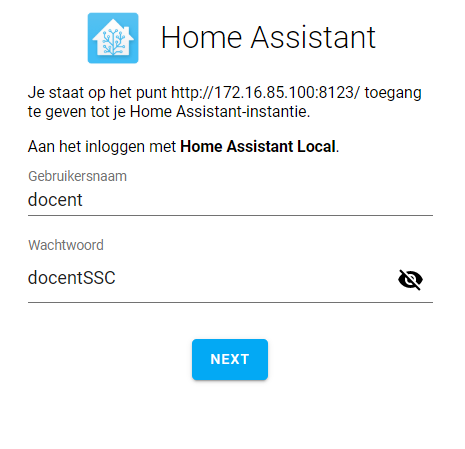 Home Assistant
Je staat op het punt http://172.16.85.100:8123/ toegang
te geven tot je Home Assistant-instantie.
Aan het inloggen met Home Assistant Local.
Gebruikersnaam
docent
Wachtwoord
docentSSC
NEXT